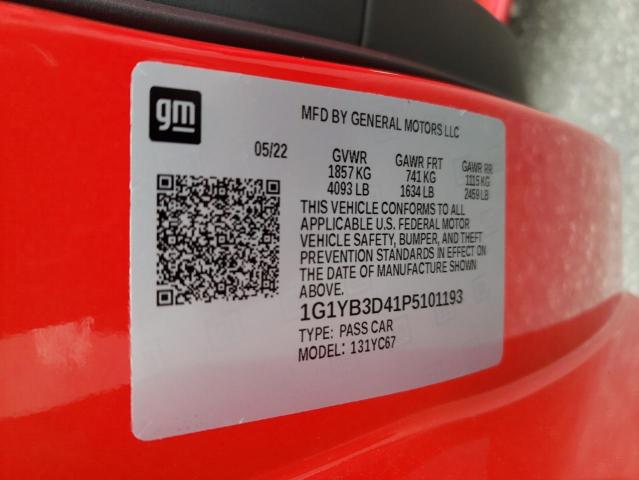 gm
MFD BY GENERAL MOTORS LLC
05/22
GVWR GAWR FRT GAWR RR
1857 KG 741 KG 1115 KG
4093 LB 1634 LB 2459 LB
THIS VEHICLE CONFORMS TO ALL
APPLICABLE U.S. FEDERAL MOTOR
VEHICLE SAFETY, BUMPER, AND THEFT
PREVENTION STANDARDS IN EFFECT ON
THE DATE OF MANUFACTURE SHOWN
ABOVE.
1G1YB3D41P5101193
TYPE: PASS CAR
MODEL: 131YC67